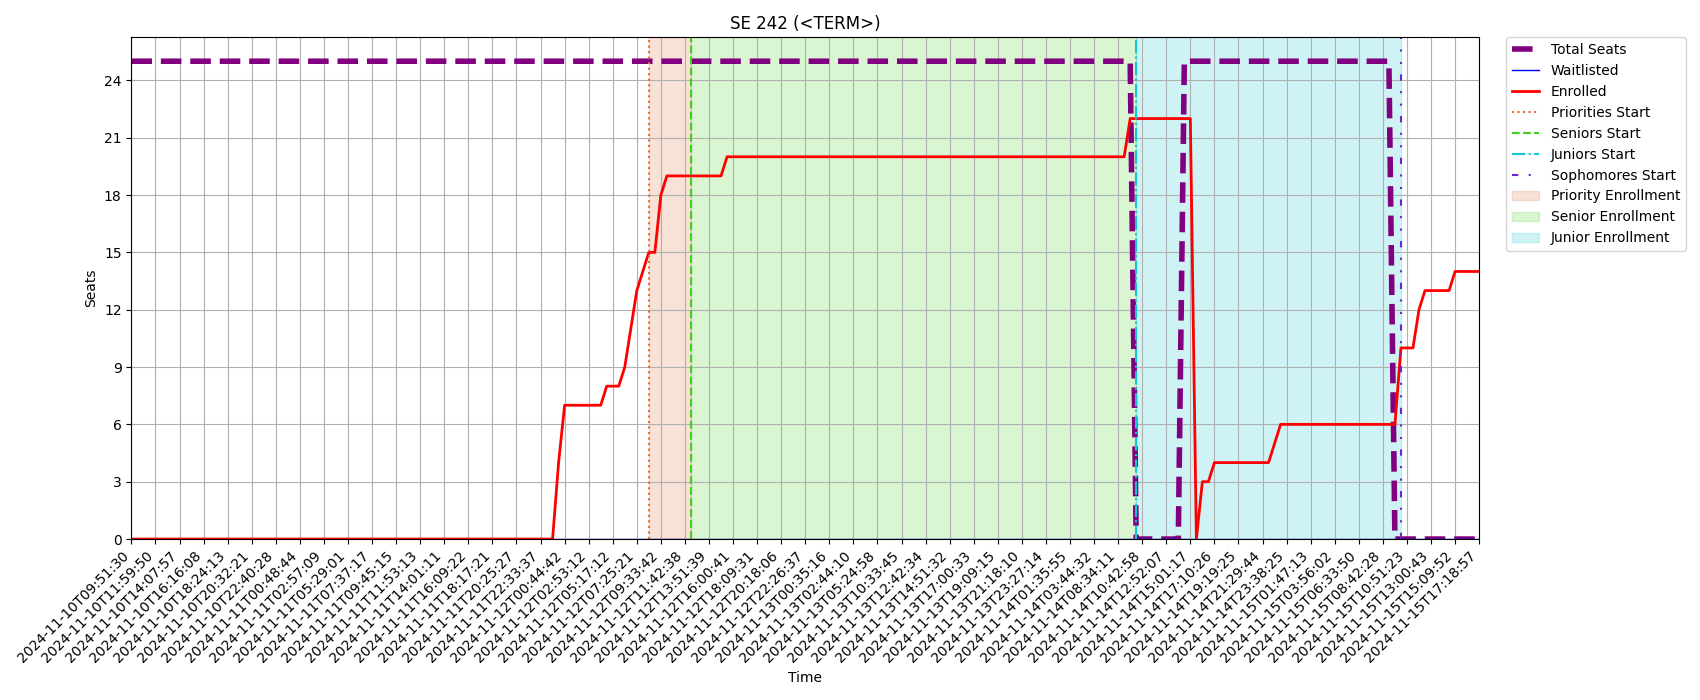 SE 242 (<TERM>)
Seats
24
21
18
15
12
9
6
3
0
2024-11-10T09:51:30
2024-11-10T11:59:50
2024-11-10T14:07:57
2024-11-10T16:16:08
2024-11-10T18:24:13
2024-11-10T20:32:21
2024-11-10T22:40:28
2024-11-11T00:48:44
2024-11-11T02:57:09
2024-11-11T05:29:01
2024-11-11T07:37:17
2024-11-11T09:45:15
2024-11-11T11:53:13
2024-11-11T14:01:11
2024-11-11T16:09:22
2024-11-11T18:17:21
2024-11-11T20:25:27
2024-11-11T22:33:37
2024-11-12T00:44:42
2024-11-12T02:53:12
2024-11-12T05:17:12
2024-11-12T07:25:21
2024-11-12T09:33:42
2024-11-12T11:42:38
2024-11-12T13:51:39
2024-11-12T16:00:41
2024-11-12T18:09:31
2024-11-12T20:18:06
2024-11-12T22:26:37
2024-11-13T00:35:16
2024-11-13T02:44:10
2024-11-13T05:24:58
2024-11-13T10:33:45
2024-11-13T12:42:34
2024-11-13T14:51:32
2024-11-13T17:00:33
2024-11-13T19:09:15
2024-11-13T21:18:10
2024-11-13T23:27:14
2024-11-14T01:35:55
2024-11-14T03:44:32
2024-11-14T08:34:11
2024-11-14T10:42:58
2024-11-14T12:52:07
2024-11-14T15:01:17
2024-11-14T17:10:26
2024-11-14T19:19:25
2024-11-14T21:29:44
2024-11-14T23:38:25
2024-11-15T01:47:13
2024-11-15T03:56:02
2024-11-15T06:33:50
2024-11-15T08:42:28
2024-11-15T10:51:23
2024-11-15T13:00:43
2024-11-15T15:09:52
2024-11-15T17:18:57
Time
Total Seats
Waitlisted
Enrolled
Priorities Start
Seniors Start
Juniors Start
Sophomores Start
Priority Enrollment
Senior Enrollment
Junior Enrollment